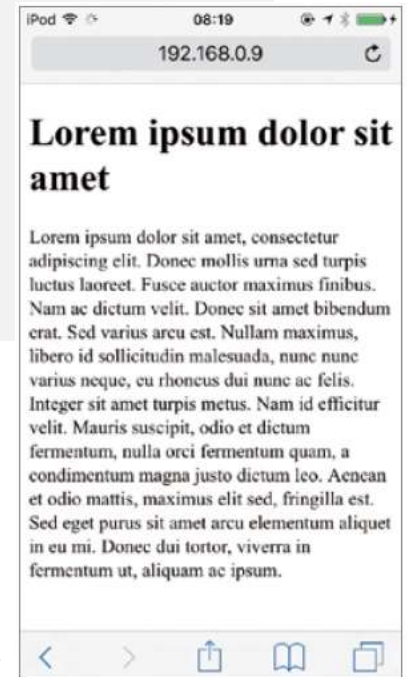 iPod 08:19
192.168.0.9
Lorem ipsum dolor sit
amet
Lorem ipsum dolor sit amet, consectetur
adipiscing elit. Donec mollis urna sed turpis
luctus laoreet. Fusce auctor maximus finibus.
Nam ac dictum velit. Donec sit amet bibendum
erat. Sed varius arcu est. Nullam maximus,
libero id sollicitudin malesuada, nunc nunc
varius neque, eu rhoncus dui nunc ac felis.
Integer sit amet turpis metus. Nam id efficitur
velit. Mauris suscipit, odio et dictum
fermentum, nulla orci fermentum quam, a
condimentum magna justo dictum leo. Aenean
et odio mattis, maximus elit sed, fringilla est.
Sed eget purus sit amet arcu elementum aliquet
in eu mi. Donec dui tortor, viverra in
fermentum ut, aliquam ac ipsum.